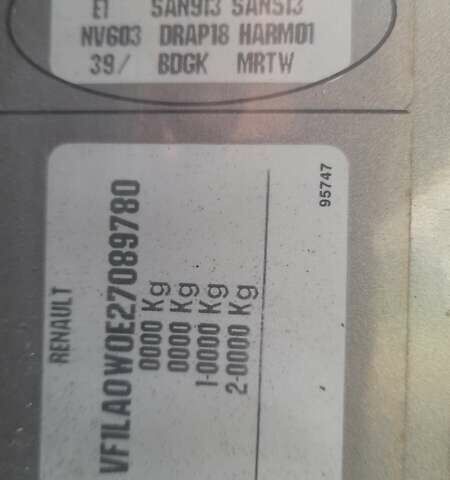 E1 SAN913 SAN513
NV603 DRAP18 HARM01
39/ BDGK MRTW
RENAULT
VF1LA0W0E27089780
0000 Kg
0000 Kg
1-0000 Kg
2-0000 Kg
95747